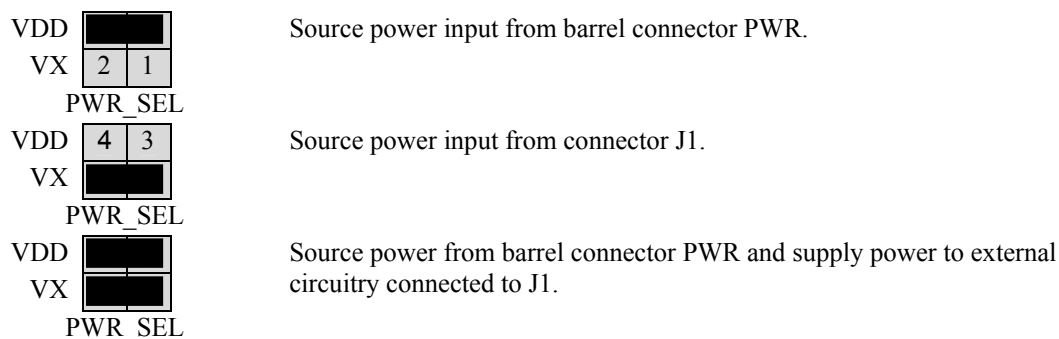 VDD Source power input from barrel connector PWR.
VX 2 1
PWR_SEL
VDD 4 3 Source power input from connector J1.
VX
PWR_SEL
VDD Source power from barrel connector PWR and supply power to external
VX circuitry connected to J1.
PWR_SEL